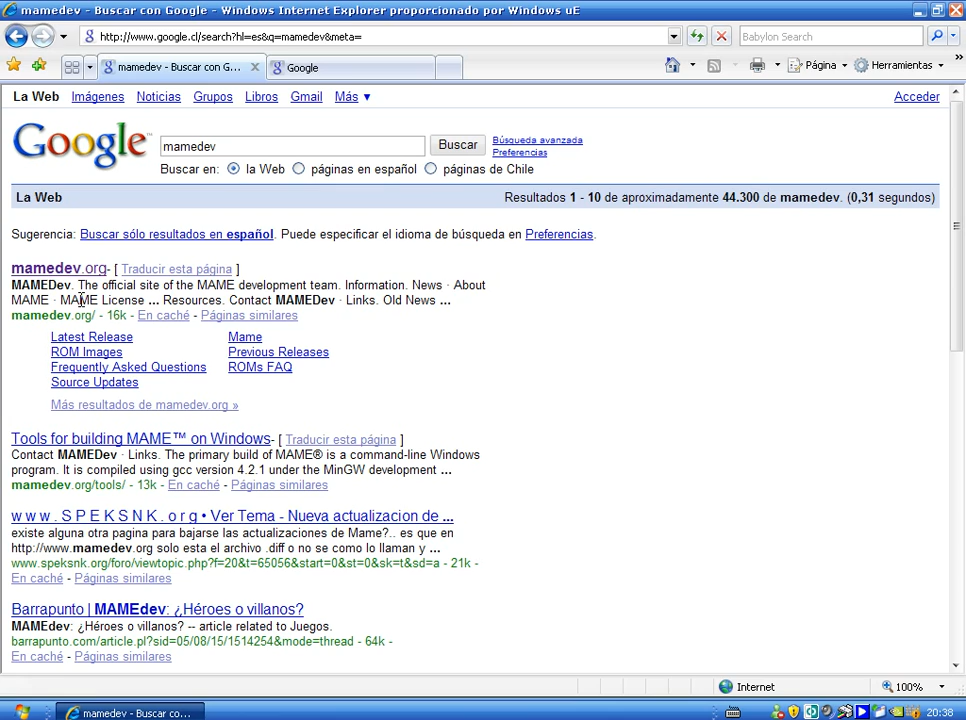 mamedev - Buscar con Google - Windows Internet Explorer proporcionado por Windows uE
http://www.google.cl/search?hl=es&q=mamedev&meta=
Babylon Search
mamedev - Buscar con G...
Google
Página
Herramientas
La Web Imágenes Noticias Grupos Libros Gmail Más ▼
Acceder
Google
mamedev
Buscar
Búsqueda avanzada
Preferencias
Buscar en: la Web páginas en español páginas de Chile
La Web
Resultados 1 - 10 de aproximadamente 44.300 de mamedev. (0,31 segundos)
Sugerencia: Buscar sólo resultados en español. Puede especificar el idioma de búsqueda en Preferencias.
mamedev.org- [ Traducir esta página ]
MAMEDev. The official site of the MAME development team. Information. News · About
MAME · MAME License ... Resources. Contact MAMEDev · Links. Old News ...
mamedev.org/ - 16k - En caché - Páginas similares
Latest Release Mame
ROM Images Previous Releases
Frequently Asked Questions ROMs FAQ
Source Updates
Más resultados de mamedev.org »
Tools for building MAME™ on Windows- [ Traducir esta página ]
Contact MAMEDev · Links. The primary build of MAME® is a command-line Windows
program. It is compiled using gcc version 4.2.1 under the MinGW development ...
mamedev.org/tools/ - 13k - En caché - Páginas similares
w w w . S P E K S N K . o r g • Ver Tema - Nueva actualizacion de ...
existe alguna otra pagina para bajarse las actualizaciones de Mame?.. es que en
http://www.mamedev.org solo esta el archivo .diff o no se como lo llaman y ...
www.speksnk.org/foro/viewtopic.php?f=20&t=65056&start=0&st=0&sk=t&sd=a - 21k -
En caché - Páginas similares
Barrapunto | MAMEdev: ¿Héroes o villanos?
MAMEdev: ¿Héroes o villanos? -- article related to Juegos.
barrapunto.com/article.pl?sid=05/08/15/1514254&mode=thread - 64k -
En caché - Páginas similares
Internet
100%
mamedev - Buscar co...
20:38